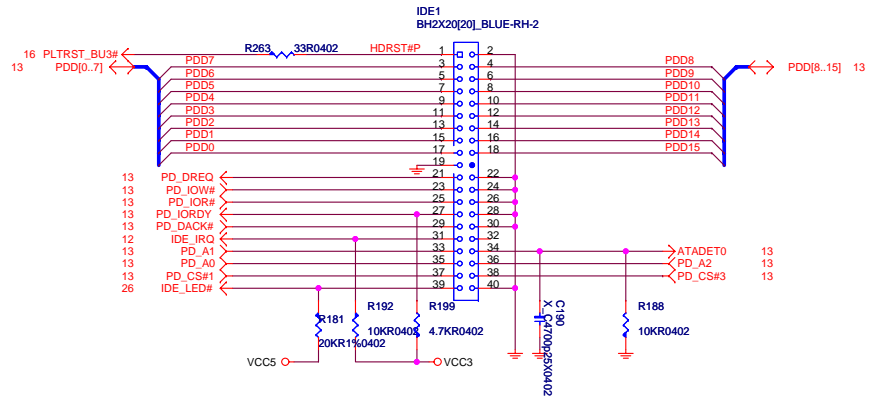 IDE1
BH2X20[20]_BLUE-RH-2
16 PLTRST_BU3# R263 33R0402 HDRST#P 1 2
13 PDD[0..7] PDD7 3 4 PDD8 PDD[8..15] 13
PDD6 5 6 PDD9
PDD5 7 8 PDD10
PDD4 9 10 PDD11
PDD3 11 12 PDD12
PDD2 13 14 PDD13
PDD1 15 16 PDD14
PDD0 17 18 PDD15
19
13 PD_DREQ 21 22
13 PD_IOW# 23 24
13 PD_IOR# 25 26
13 PD_IORDY 27 28
13 PD_DACK# 29 30
12 IDE_IRQ 31 32
13 PD_A1 33 34 ATADET0 13
13 PD_A0 35 36 PD_A2 13
13 PD_CS#1 37 38 PD_CS#3 13
26 IDE_LED# 39 40
R181
20KR1%0402
R192
10KR0402
R199
4.7KR0402
C190
X_C4700p25X0402
R188
10KR0402
VCC5
VCC3